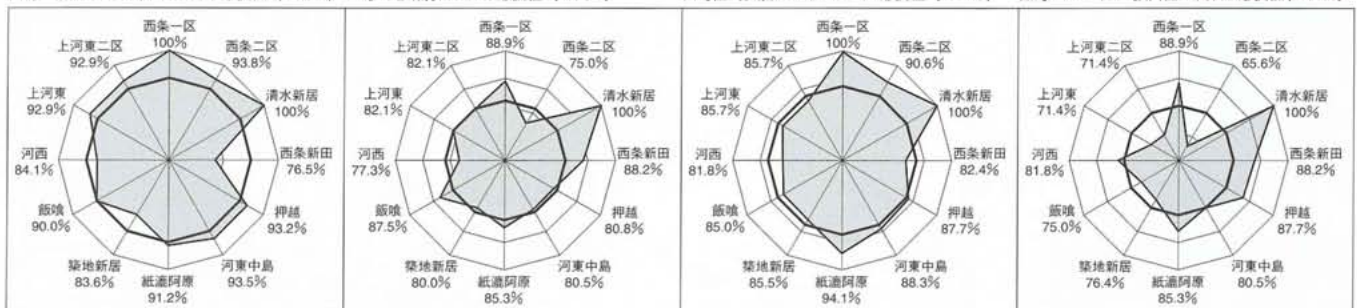 西条一区
100%
西条二区
93.8%
清水新居
100%
西条新田
76.5%
押越
93.2%
河東中島
93.5%
紙漉阿原
91.2%
築地新居
83.6%
飯喰
90.0%
河西
84.1%
上河東
92.9%
上河東二区
92.9%
西条一区
88.9%
西条二区
75.0%
清水新居
100%
西条新田
88.2%
押越
80.8%
河東中島
80.5%
紙漉阿原
85.3%
築地新居
80.0%
飯喰
87.5%
河西
77.3%
上河東
82.1%
上河東二区
82.1%
西条一区
100%
西条二区
90.6%
清水新居
100%
西条新田
82.4%
押越
87.7%
河東中島
88.3%
紙漉阿原
94.1%
築地新居
85.5%
飯喰
85.0%
河西
81.8%
上河東
85.7%
上河東二区
85.7%
西条一区
88.9%
西条二区
65.6%
清水新居
100%
西条新田
88.2%
押越
87.7%
河東中島
80.5%
紙漉阿原
85.3%
築地新居
76.4%
飯喰
75.0%
河西
81.8%
上河東
71.4%
上河東二区
71.4%